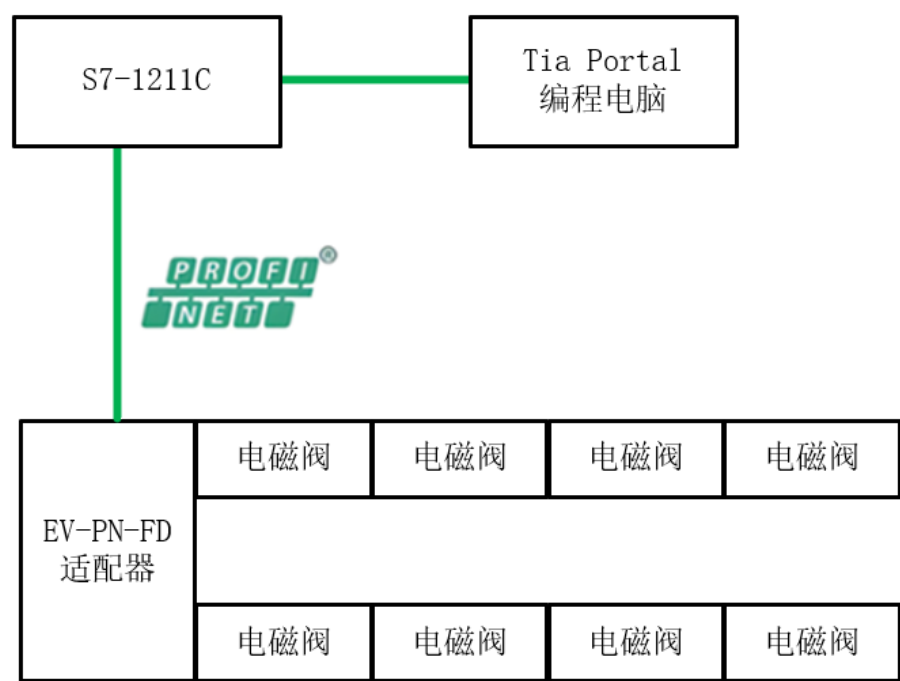 S7-1211C
Tia Portal
编程电脑
PROFI®
NET
EV-PN-FD
适配器
电磁阀
电磁阀
电磁阀
电磁阀
电磁阀
电磁阀
电磁阀
电磁阀